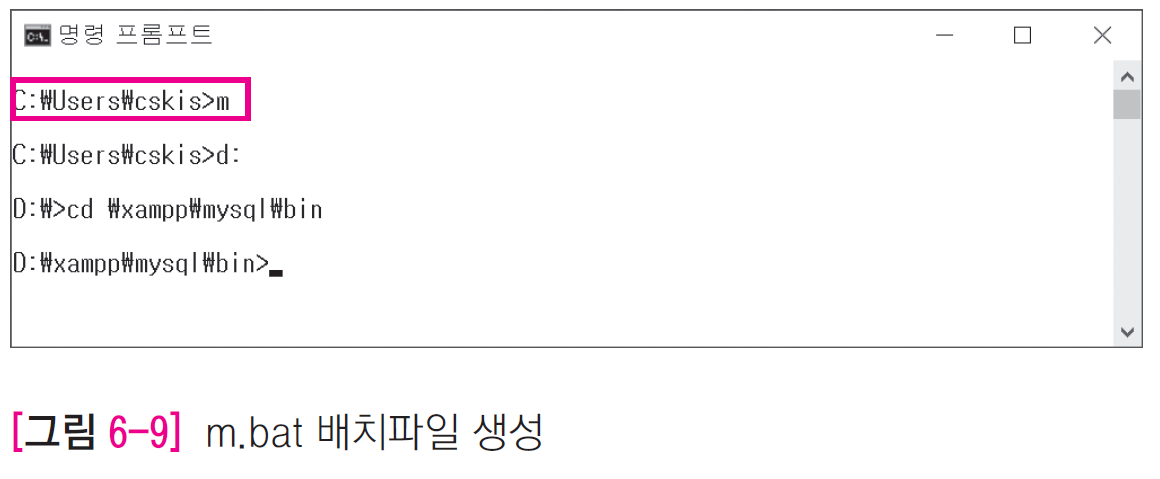 명령 프롬프트
C:₩Users₩cskis>m
C:₩Users₩cskis>d:
D:₩>cd ₩xampp₩mysql₩bin
D:₩xampp₩mysql₩bin>_
[그림 6-9] m.bat 배치파일 생성